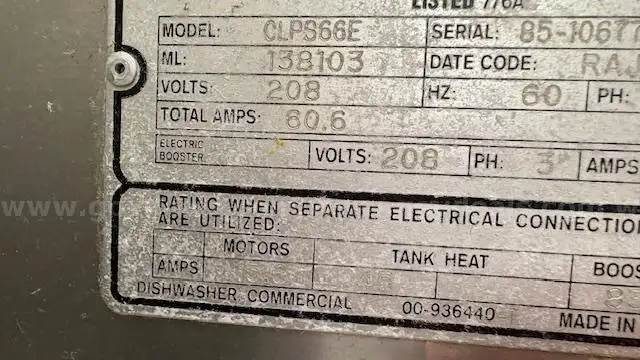 LISTED 776A
MODEL: CLPS66E SERIAL: 85-10677
ML: 138103 DATE CODE: RAJ
VOLTS: 208 HZ: 60 PH:
TOTAL AMPS: 60.6
ELECTRIC BOOSTER VOLTS: 208 PH: 3 AMPS
RATING WHEN SEPARATE ELECTRICAL CONNECTION
ARE UTILIZED:
MOTORS TANK HEAT BOOS
AMPS
DISHWASHER COMMERCIAL 00-936440 MADE IN